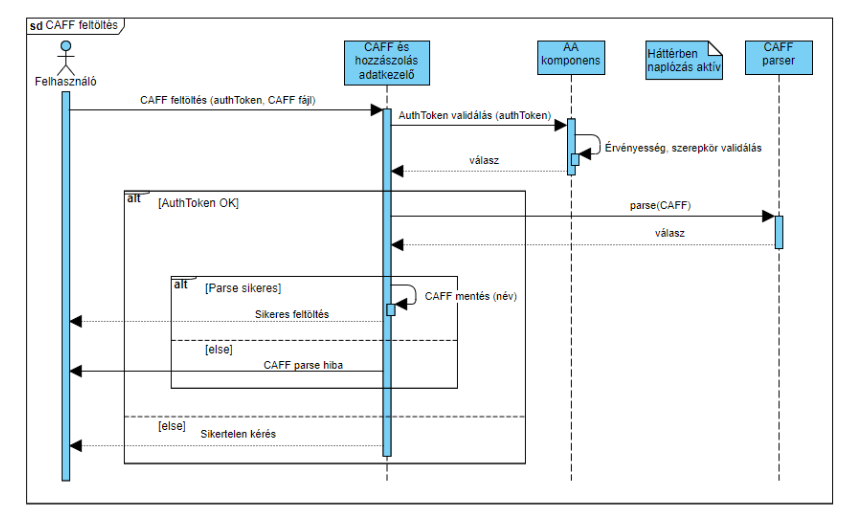 sd CAFF feltöltés
CAFF és
hozzászolás
adatkezelő
AA
komponens
Háttérben
naplózás aktív
CAFF
parser
Felhasználó
CAFF feltöltés (authToken, CAFF fájl)
AuthToken validálás (authToken)
Érvényesség, szerepkör validálás
válasz
alt
[AuthToken OK]
parse(CAFF)
válasz
alt
[Parse sikeres]
CAFF mentés (név)
Sikeres feltöltés
[else]
CAFF parse hiba
[else]
Sikertelen kérés